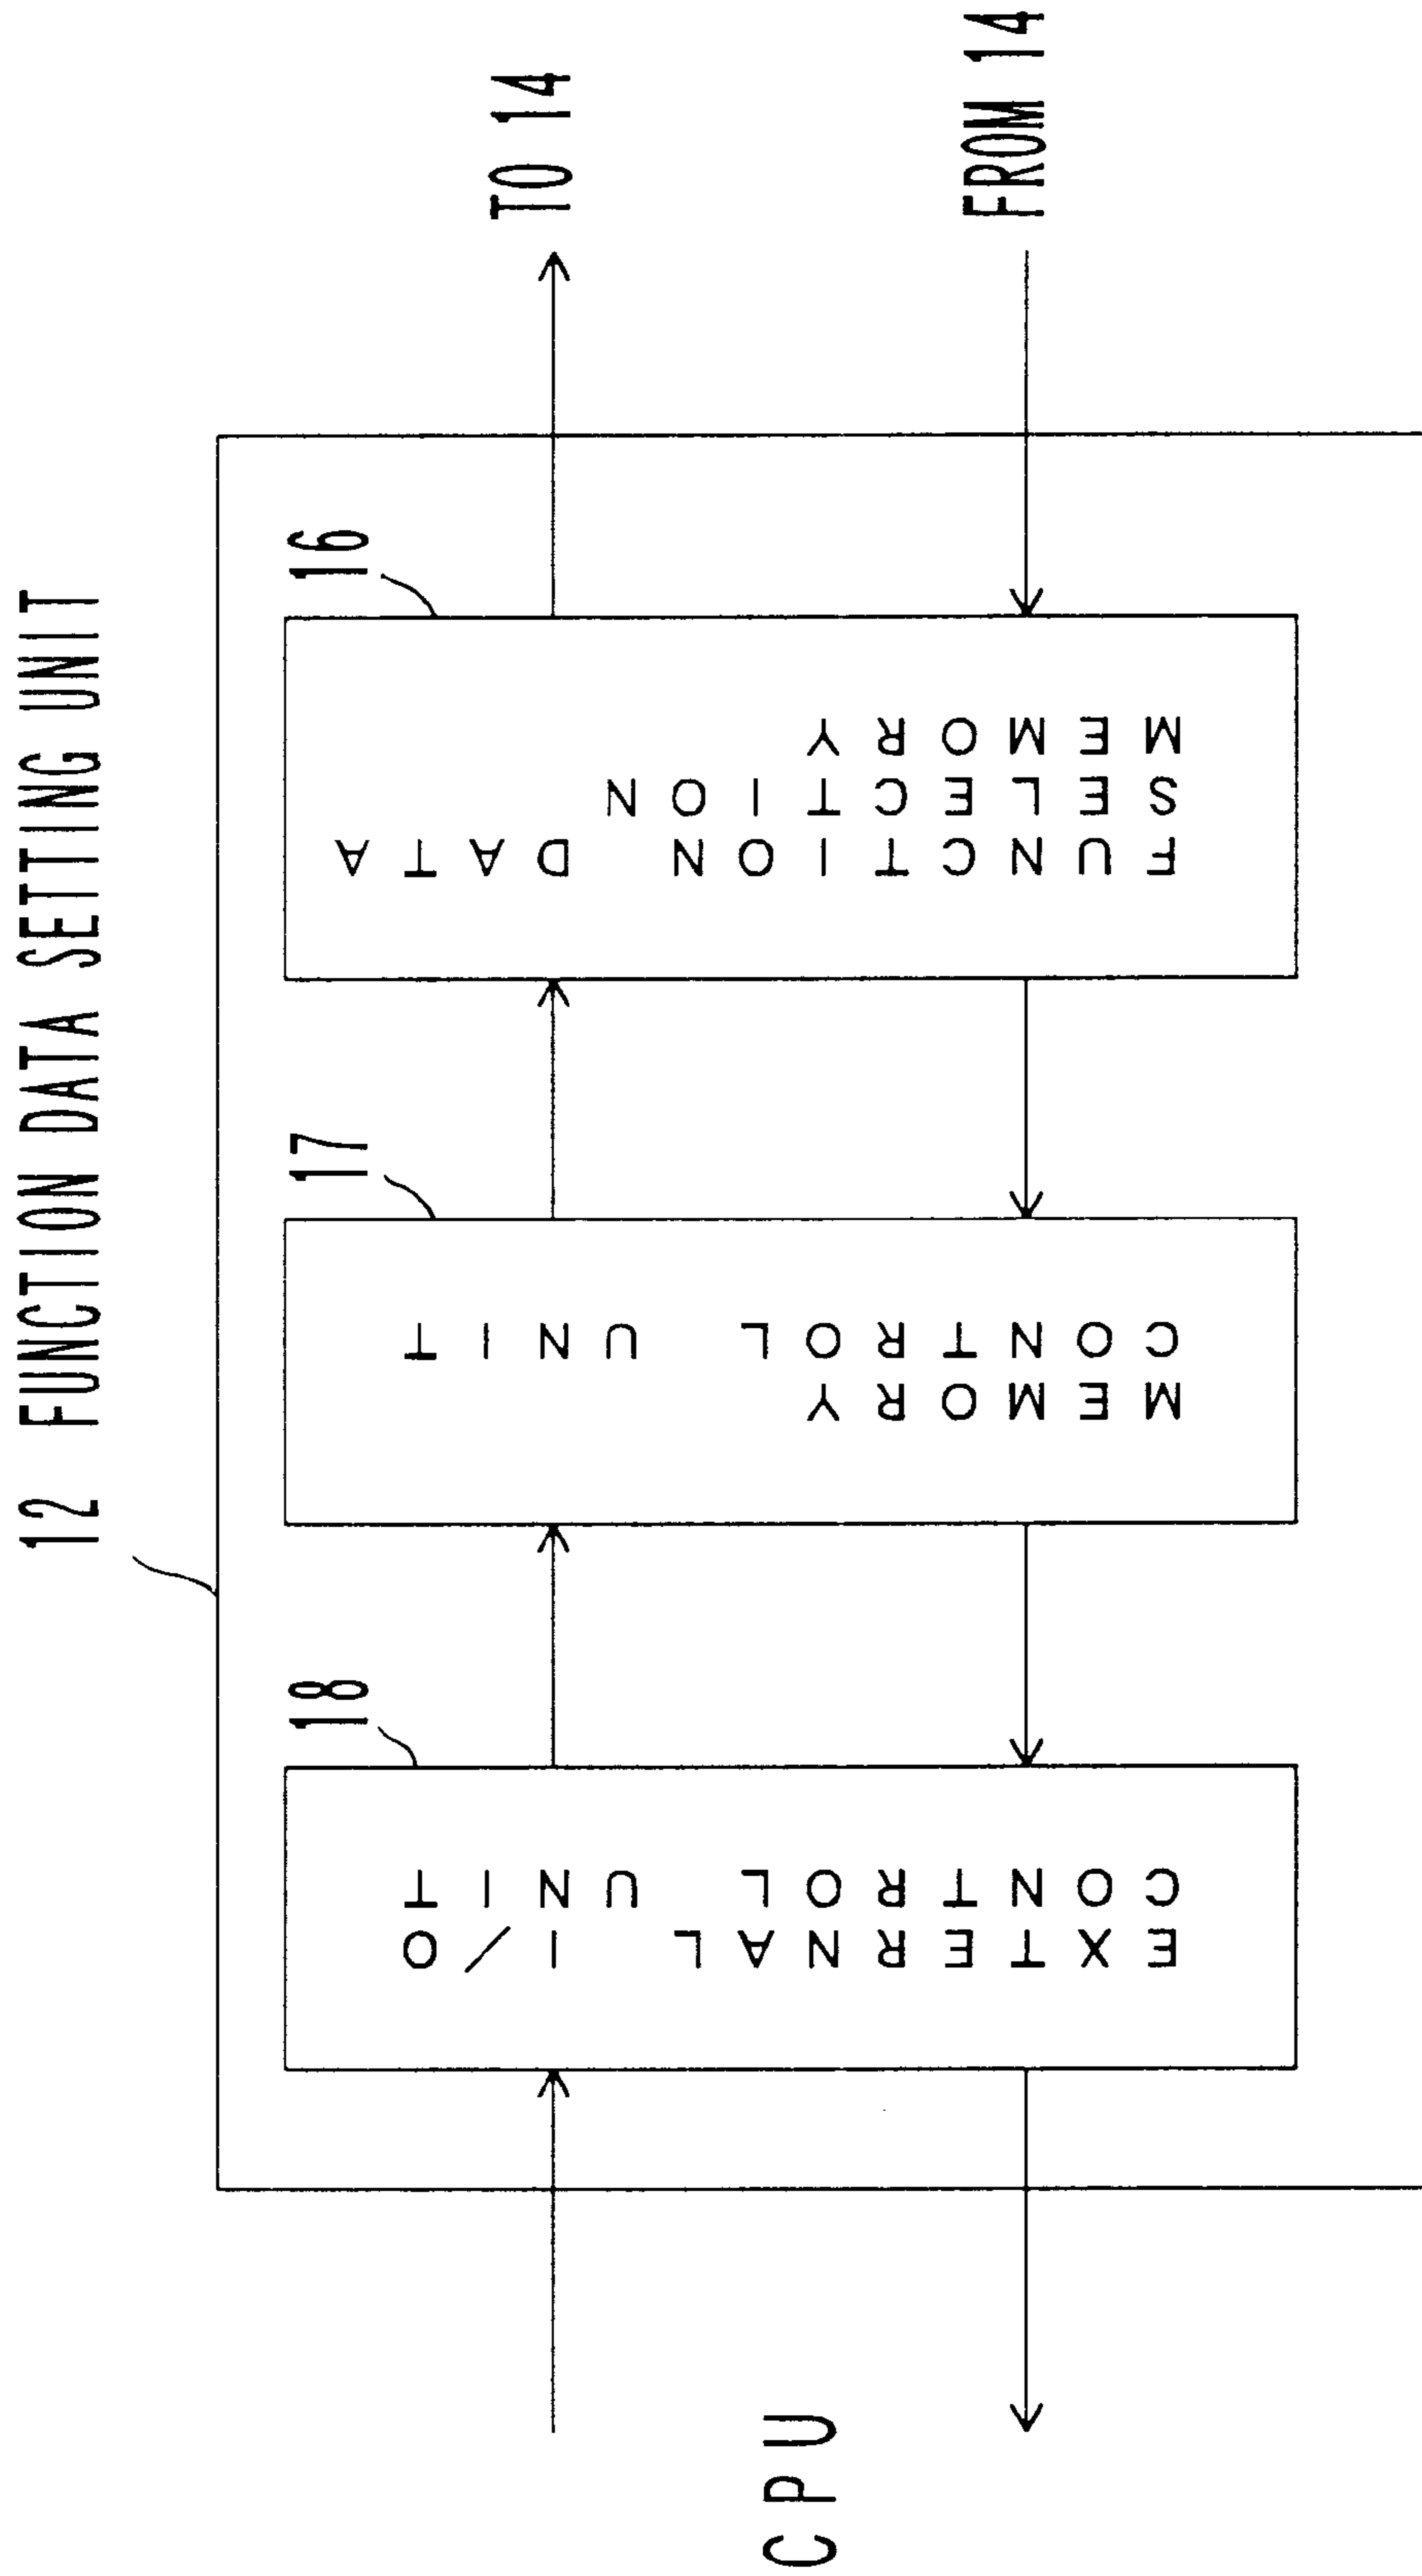 12 FUNCTION DATA SETTING UNIT
18
17
16
EXTERNAL I/O
CONTROL UNIT
MEMORY
CONTROL UNIT
FUNCTION DATA
SELECTION
MEMORY
TO 14
FROM 14
CPU